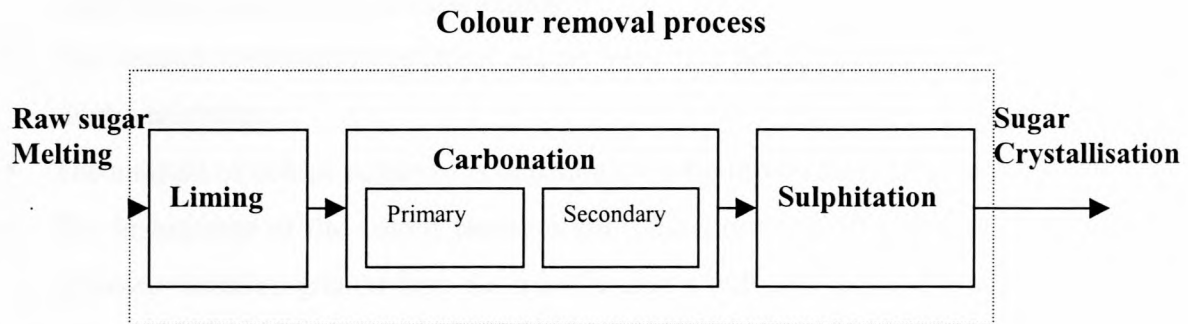 Colour removal process
Raw sugar
Melting
Liming
Carbonation
Primary
Secondary
Sulphitation
Sugar
Crystallisation